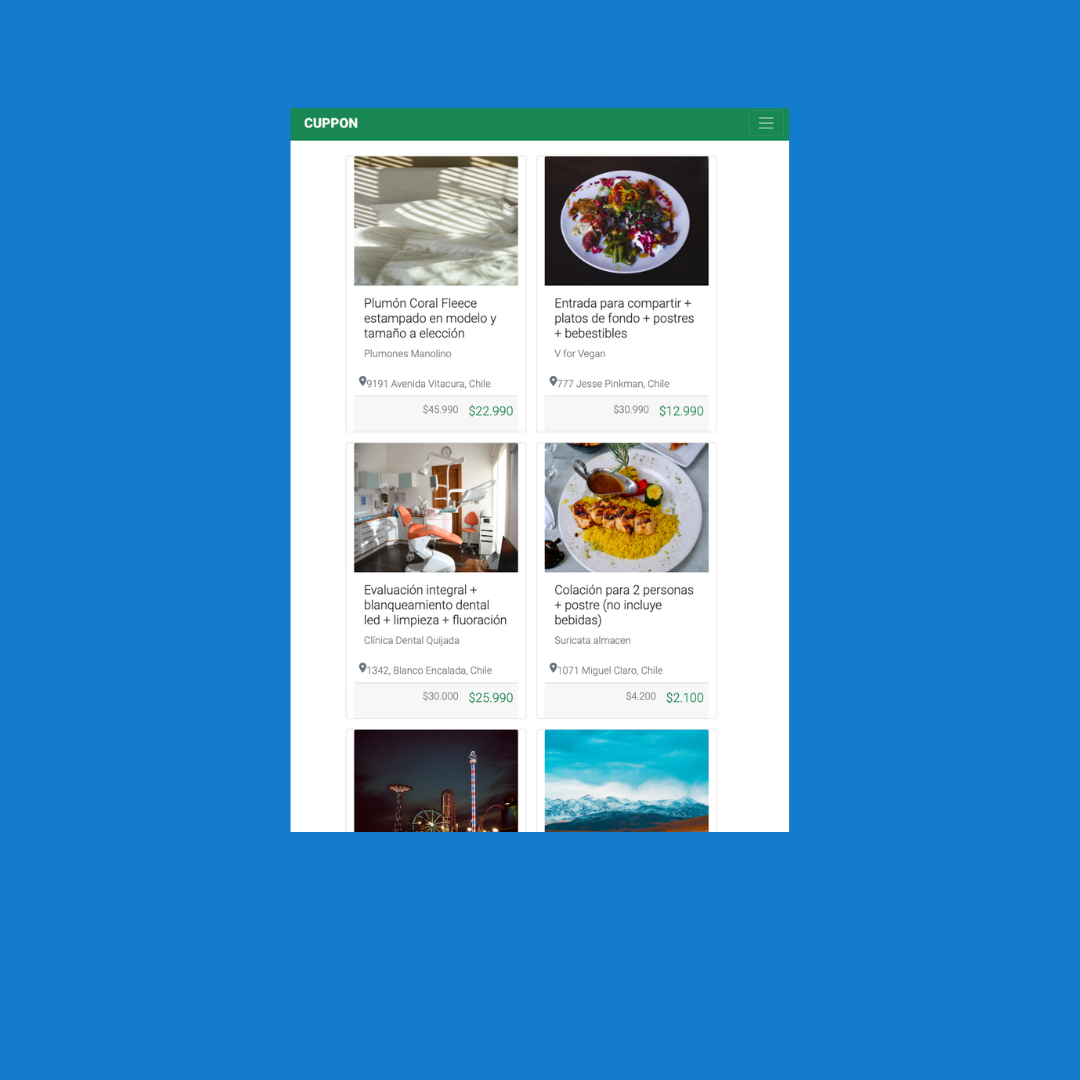 CUPPON
Plumón Coral Fleece
estampado en modelo y
tamaño a elección
Plumones Manolino
9191 Avenida Vitacura, Chile
$45.990 $22.990
Entrada para compartir +
platos de fondo + postres
+ bebestibles
V for Vegan
777 Jesse Pinkman, Chile
$30.990 $12.990
Evaluación integral +
blanqueamiento dental
led + limpieza + fluoración
Clínica Dental Quijada
1342, Blanco Encalada, Chile
$30.000 $25.990
Colación para 2 personas
+ postre (no incluye
bebidas)
Suricata almacen
1071 Miguel Claro, Chile
$4.200 $2.100